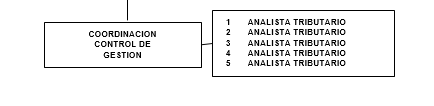 COORDINACION
CONTROL DE
GESTION
1 ANALISTA TRIBUTARIO
2 ANALISTA TRIBUTARIO
3 ANALISTA TRIBUTARIO
4 ANALISTA TRIBUTARIO
5 ANALISTA TRIBUTARIO